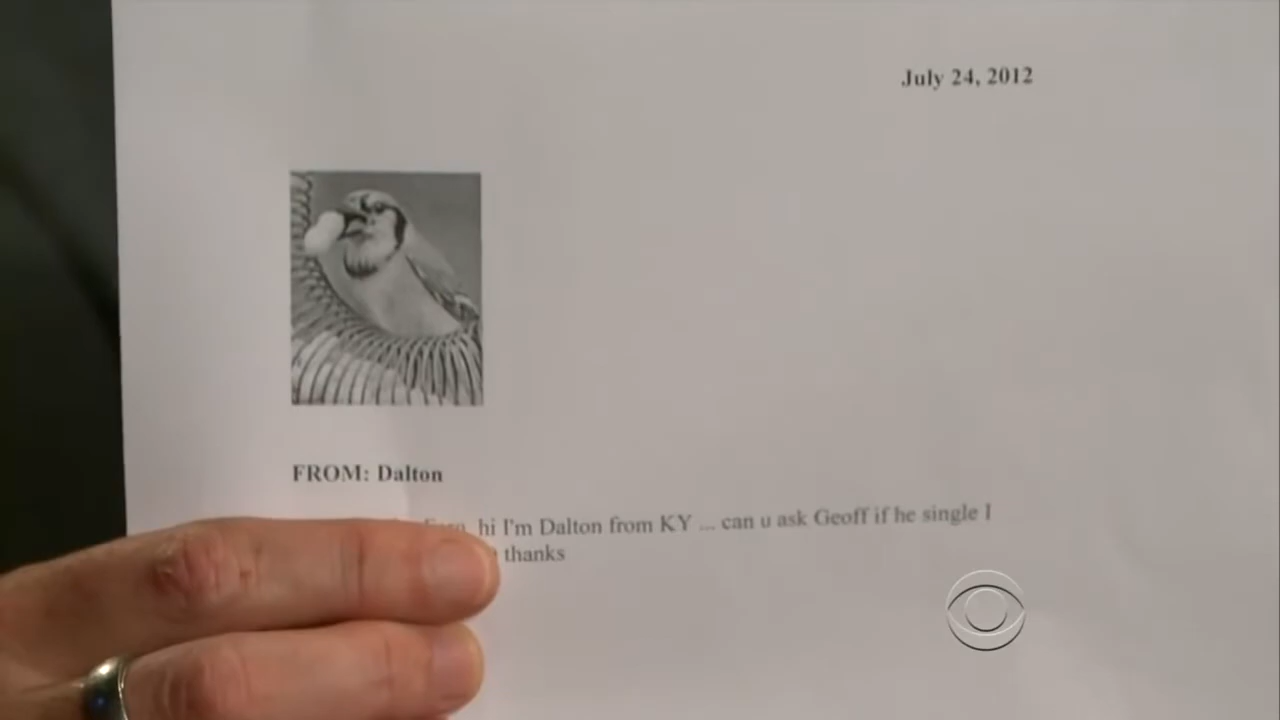 July 24, 2012
FROM: Dalton
hi I'm Dalton from KY ... can u ask Geoff if he single I
thanks